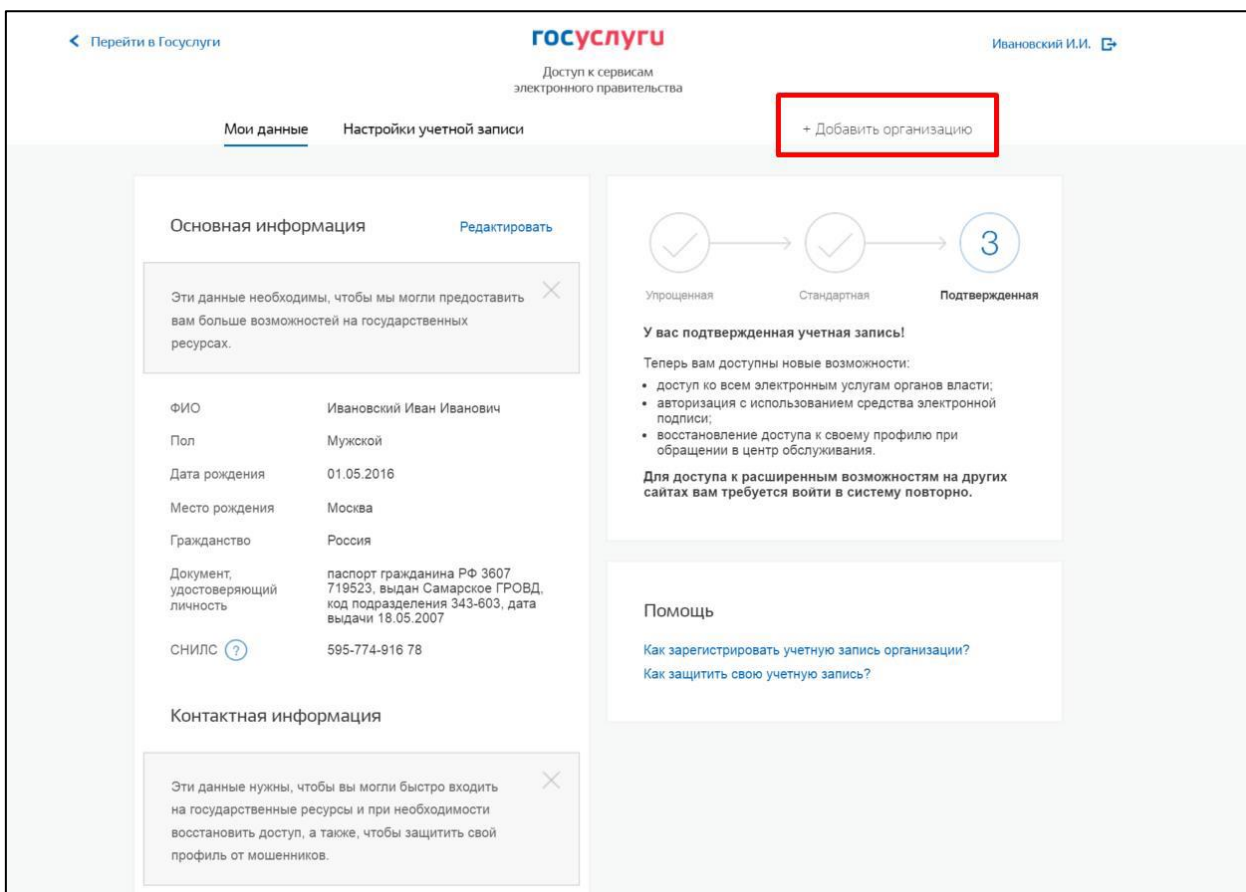 Перейти в Госуслуги
госуслуги
Ивановский И.И.
Доступ к сервисам
электронного правительства
Мои данные
Настройки учетной записи
+ Добавить организацию
Основная информация
Редактировать
Эти данные необходимы, чтобы мы могли предоставить
вам больше возможностей на государственных
ресурсах.
ФИО
Ивановский Иван Иванович
Пол
Мужской
Дата рождения
01.05.2016
Место рождения
Москва
Гражданство
Россия
Документ,
удостоверяющий
личность
паспорт гражданина РФ 3607
719523, выдан Самарское ГРОВД,
код подразделения 343-603, дата
выдачи 18.05.2007
СНИЛС ?
595-774-916 78
Контактная информация
Эти данные нужны, чтобы вы могли быстро входить
на государственные ресурсы и при необходимости
восстановить доступ, а также, чтобы защитить свой
профиль от мошенников.
3
Упрощенная
Стандартная
Подтвержденная
У вас подтвержденная учетная запись!
Теперь вам доступны новые возможности:
• доступ ко всем электронным услугам органов власти;
• авторизация с использованием средства электронной
подписи;
• восстановление доступа к своему профилю при
обращении в центр обслуживания.
Для доступа к расширенным возможностям на других
сайтах вам требуется войти в систему повторно.
Помощь
Как зарегистрировать учетную запись организации?
Как защитить свою учетную запись?